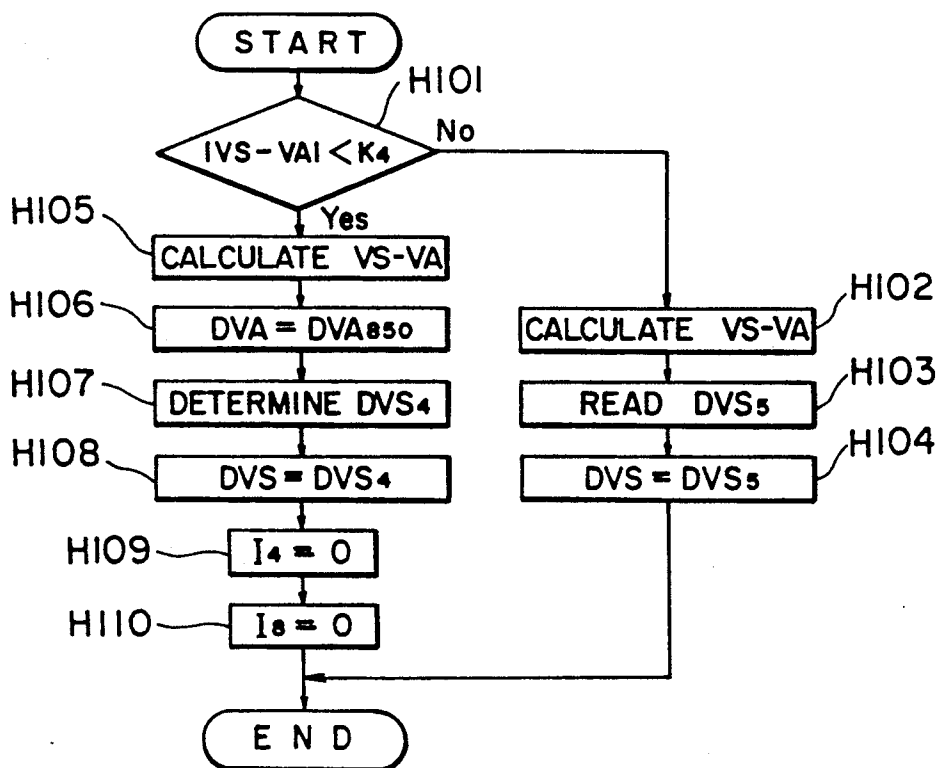 START
H101
|VS-VA| < K4
No
Yes
H105
CALCULATE VS-VA
H106
DVA = DVA850
H102
CALCULATE VS-VA
H107
DETERMINE DVS4
H103
READ DVS5
H108
DVS = DVS4
H104
DVS = DVS5
H109
I4 = 0
H110
I8 = 0
END